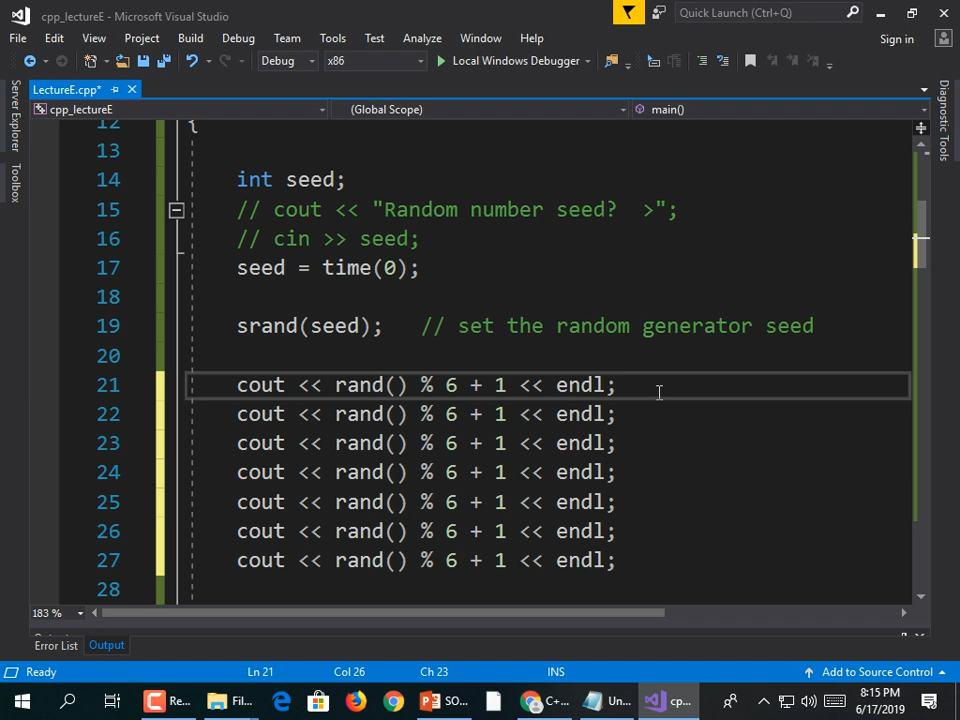 cpp_lectureE - Microsoft Visual Studio
Quick Launch (Ctrl+Q)
File Edit View Project Build Debug Team Tools Test Analyze Window Help
Sign in
Debug x86 Local Windows Debugger
LectureE.cpp*
cpp_lectureE (Global Scope) main()
Server Explorer
Toolbox
Diagnostic Tools
12 {
13
14 int seed;
15 // cout << "Random number seed?  >";
16 // cin >> seed;
17 seed = time(0);
18
19 srand(seed);   // set the random generator seed
20
21 cout << rand() % 6 + 1 << endl;
22 cout << rand() % 6 + 1 << endl;
23 cout << rand() % 6 + 1 << endl;
24 cout << rand() % 6 + 1 << endl;
25 cout << rand() % 6 + 1 << endl;
26 cout << rand() % 6 + 1 << endl;
27 cout << rand() % 6 + 1 << endl;
28
183 %
Error List Output
Ready Ln 21 Col 26 Ch 23 INS Add to Source Control
Re... Fil... SO... C+... Un... cp...
8:15 PM
6/17/2019